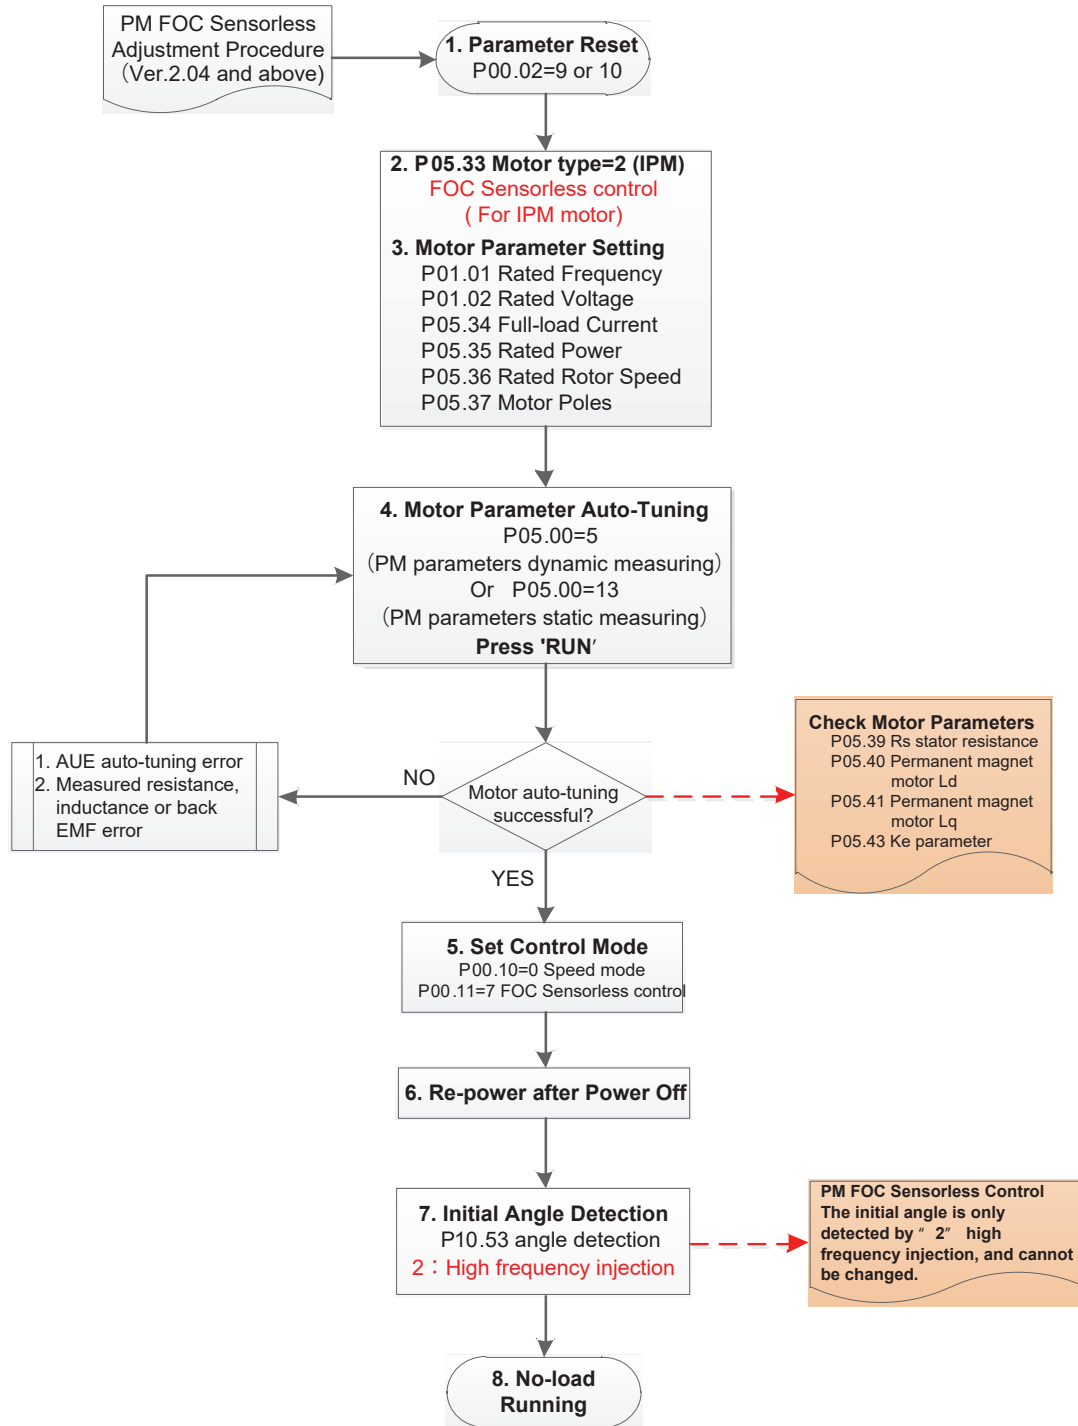 PM FOC Sensorless
Adjustment Procedure
（Ver.2.04 and above)
1. Parameter Reset
P00.02=9 or 10
2. P05.33 Motor type=2 (IPM)
FOC Sensorless control
( For IPM motor)
3. Motor Parameter Setting
P01.01 Rated Frequency
P01.02 Rated Voltage
P05.34 Full-load Current
P05.35 Rated Power
P05.36 Rated Rotor Speed
P05.37 Motor Poles
4. Motor Parameter Auto-Tuning
P05.00=5
(PM parameters dynamic measuring）
Or P05.00=13
（PM parameters static measuring）
Press 'RUN’
Motor auto-tuning
successful?
NO
1. AUE auto-tuning error
2. Measured resistance,
inductance or back
EMF error
Check Motor Parameters
P05.39 Rs stator resistance
P05.40 Permanent magnet
motor Ld
P05.41 Permanent magnet
motor Lq
P05.43 Ke parameter
YES
5. Set Control Mode
P00.10=0 Speed mode
P00.11=7 FOC Sensorless control
6. Re-power after Power Off
7. Initial Angle Detection
P10.53 angle detection
2：High frequency injection
PM FOC Sensorless Control
The initial angle is only
detected by “ 2” high
frequency injection, and cannot
be changed.
8. No-load
Running